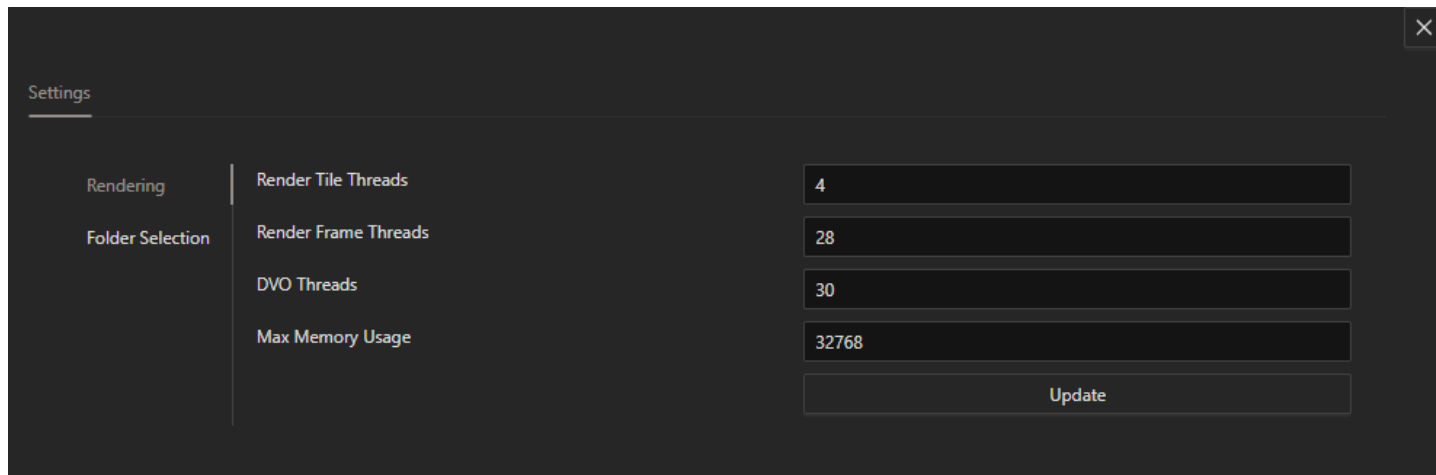 Settings
Rendering
Folder Selection
Render Tile Threads 4
Render Frame Threads 28
DVO Threads 30
Max Memory Usage 32768
Update